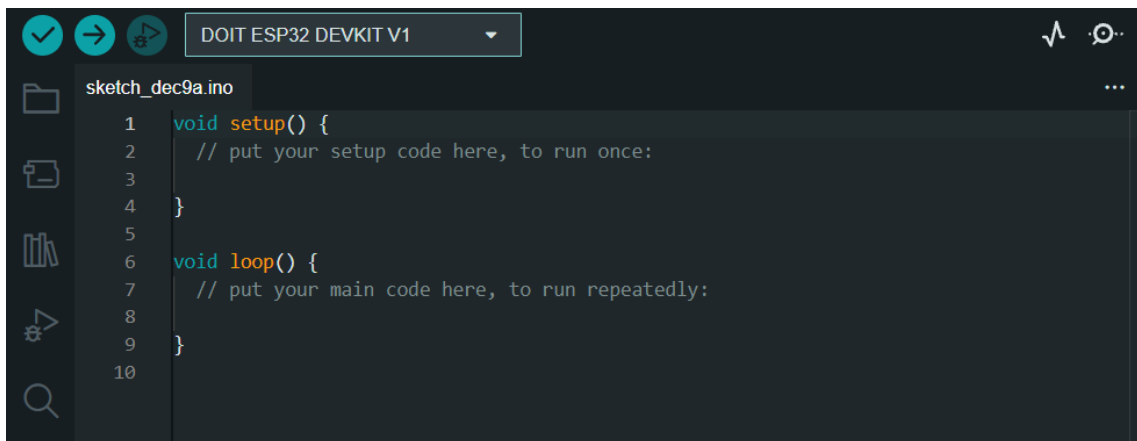 DOIT ESP32 DEVKIT V1
sketch_dec9a.ino
1 void setup() {
2   // put your setup code here, to run once:
3
4 }
5
6 void loop() {
7   // put your main code here, to run repeatedly:
8
9 }
10